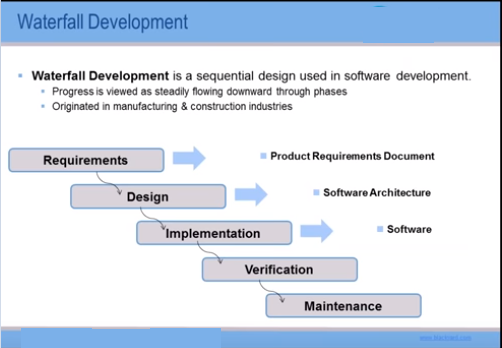 Waterfall Development
Waterfall Development is a sequential design used in software development.
Progress is viewed as steadily flowing downward through phases
Originated in manufacturing & construction industries
Requirements
Product Requirements Document
Design
Software Architecture
Implementation
Software
Verification
Maintenance